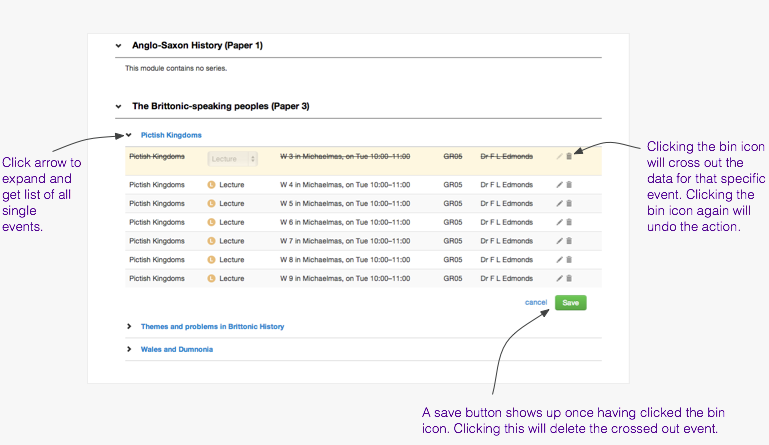 Anglo-Saxon History (Paper 1)
This module contains no series.
The Brittonic-speaking peoples (Paper 3)
Pictish Kingdoms
Pictish Kingdoms Lecture W 3 in Michaelmas, on Tue 10:00–11:00 GR05 Dr F L Edmonds
Pictish Kingdoms L Lecture W 4 in Michaelmas, on Tue 10:00–11:00 GR05 Dr F L Edmonds
Pictish Kingdoms L Lecture W 5 in Michaelmas, on Tue 10:00–11:00 GR05 Dr F L Edmonds
Pictish Kingdoms L Lecture W 6 in Michaelmas, on Tue 10:00–11:00 GR05 Dr F L Edmonds
Pictish Kingdoms L Lecture W 7 in Michaelmas, on Tue 10:00–11:00 GR05 Dr F L Edmonds
Pictish Kingdoms L Lecture W 8 in Michaelmas, on Tue 10:00–11:00 GR05 Dr F L Edmonds
Pictish Kingdoms L Lecture W 9 in Michaelmas, on Tue 10:00–11:00 GR05 Dr F L Edmonds
cancel Save
Themes and problems in Brittonic History
Wales and Dumnonia
Click arrow to
expand and
get list of all
single
events.
Clicking the bin icon
will cross out the
data for that specific
event. Clicking the
bin icon again will
undo the action.
A save button shows up once having clicked the bin
icon. Clicking this will delete the crossed out event.